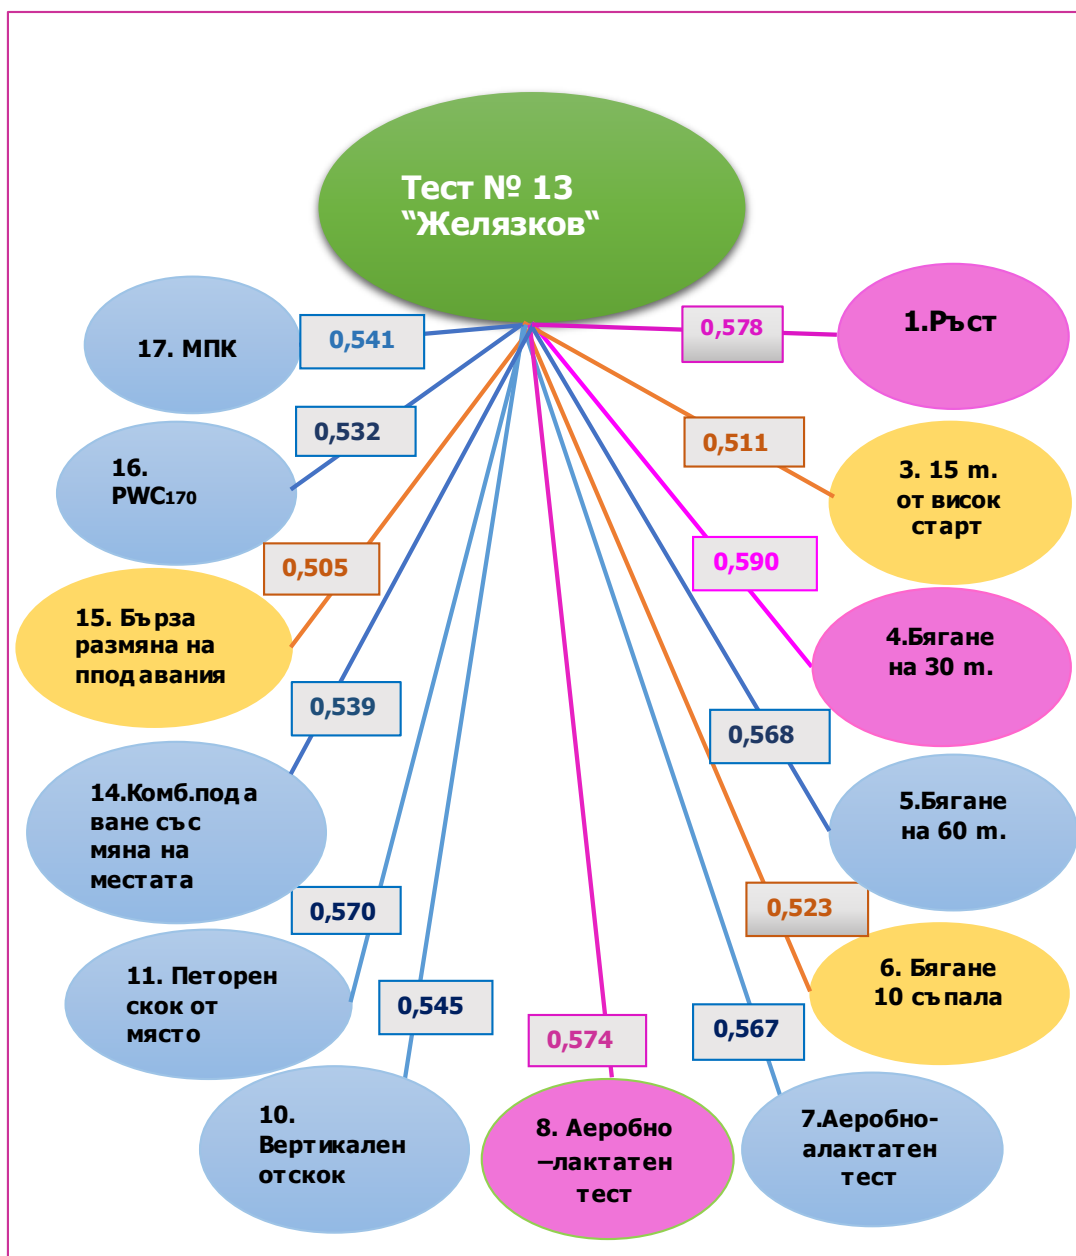 Тест № 13
“Желязков“
1.Ръст
0,578
17. МПК
0,541
0,532
16.
PWC170
0,511
3. 15 m.
от висок
старт
0,505
15. Бърза
размяна на
пподавания
0,590
4.Бягане
на 30 m.
0,539
14.Комб.пода
ване със
мяна на
местата
0,568
5.Бягане
на 60 m.
0,570
11. Петорен
скок от
място
0,523
6. Бягане
10 съпала
0,545
10.
Вертикален
отскок
0,574
8. Аеробно
–лактатен
тест
0,567
7.Аеробно-
алактатен
тест